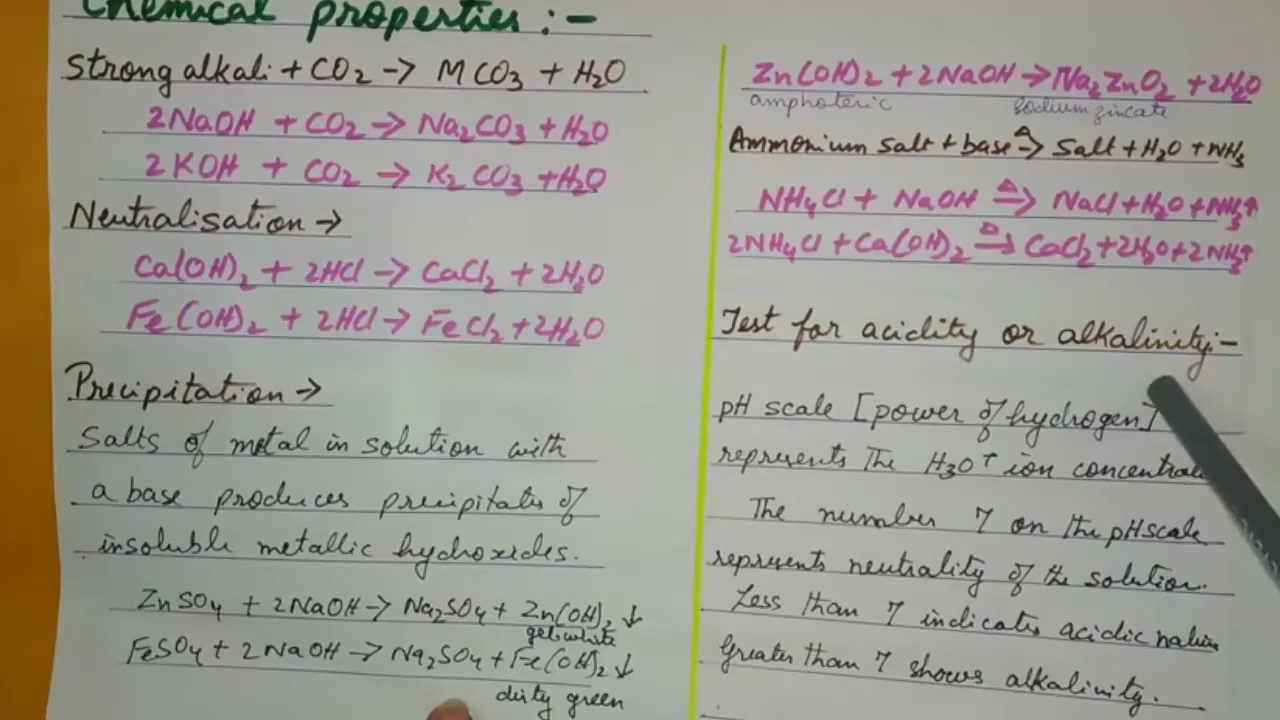 Chemical properties :-
Strong alkali + CO2 → MCO3 + H2O
2NaOH + CO2 → Na2CO3 + H2O
2KOH + CO2 → K2CO3 + H2O
Neutralisation →
Ca(OH)2 + 2HCl → CaCl2 + 2H2O
Fe(OH)2 + 2HCl → FeCl2 + 2H2O
Precipitation →
Salts of metal in solution with
a base produces precipitates of
insoluble metallic hydroxides.
ZnSO4 + 2NaOH → Na2SO4 + Zn(OH)2 ↓
gel. white
FeSO4 + 2NaOH → Na2SO4 + Fe(OH)2 ↓
dirty green
Zn(OH)2 + 2NaOH → Na2ZnO2 + 2H2O
amphoteric sodium zincate
Ammonium salt + base Δ→ Salt + H2O + NH3
NH4Cl + NaOH Δ→ NaCl + H2O + NH3↑
2NH4Cl + Ca(OH)2 Δ→ CaCl2 + 2H2O + 2NH3↑
Test for acidity or alkalinity:-
pH scale [power of hydrogen]
represents the H3O+ ion concentra
The number 7 on the pH scale
represents neutrality of the solution.
Less than 7 indicates acidic nature
Greater than 7 shows alkalinity.